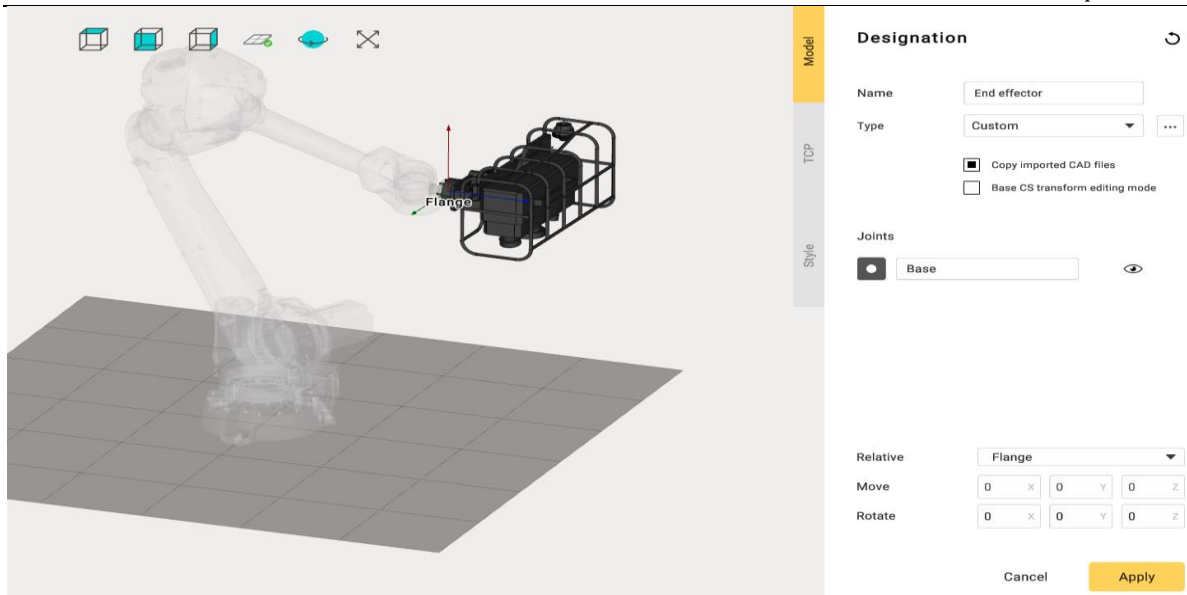 Designation
Name End effector
Type Custom ...
Copy imported CAD files
Base CS transform editing mode
Joints
Base
Relative Flange
Move 0 X 0 Y 0 Z
Rotate 0 X 0 Y 0 Z
Cancel Apply
Model
TCP
Style
Flange